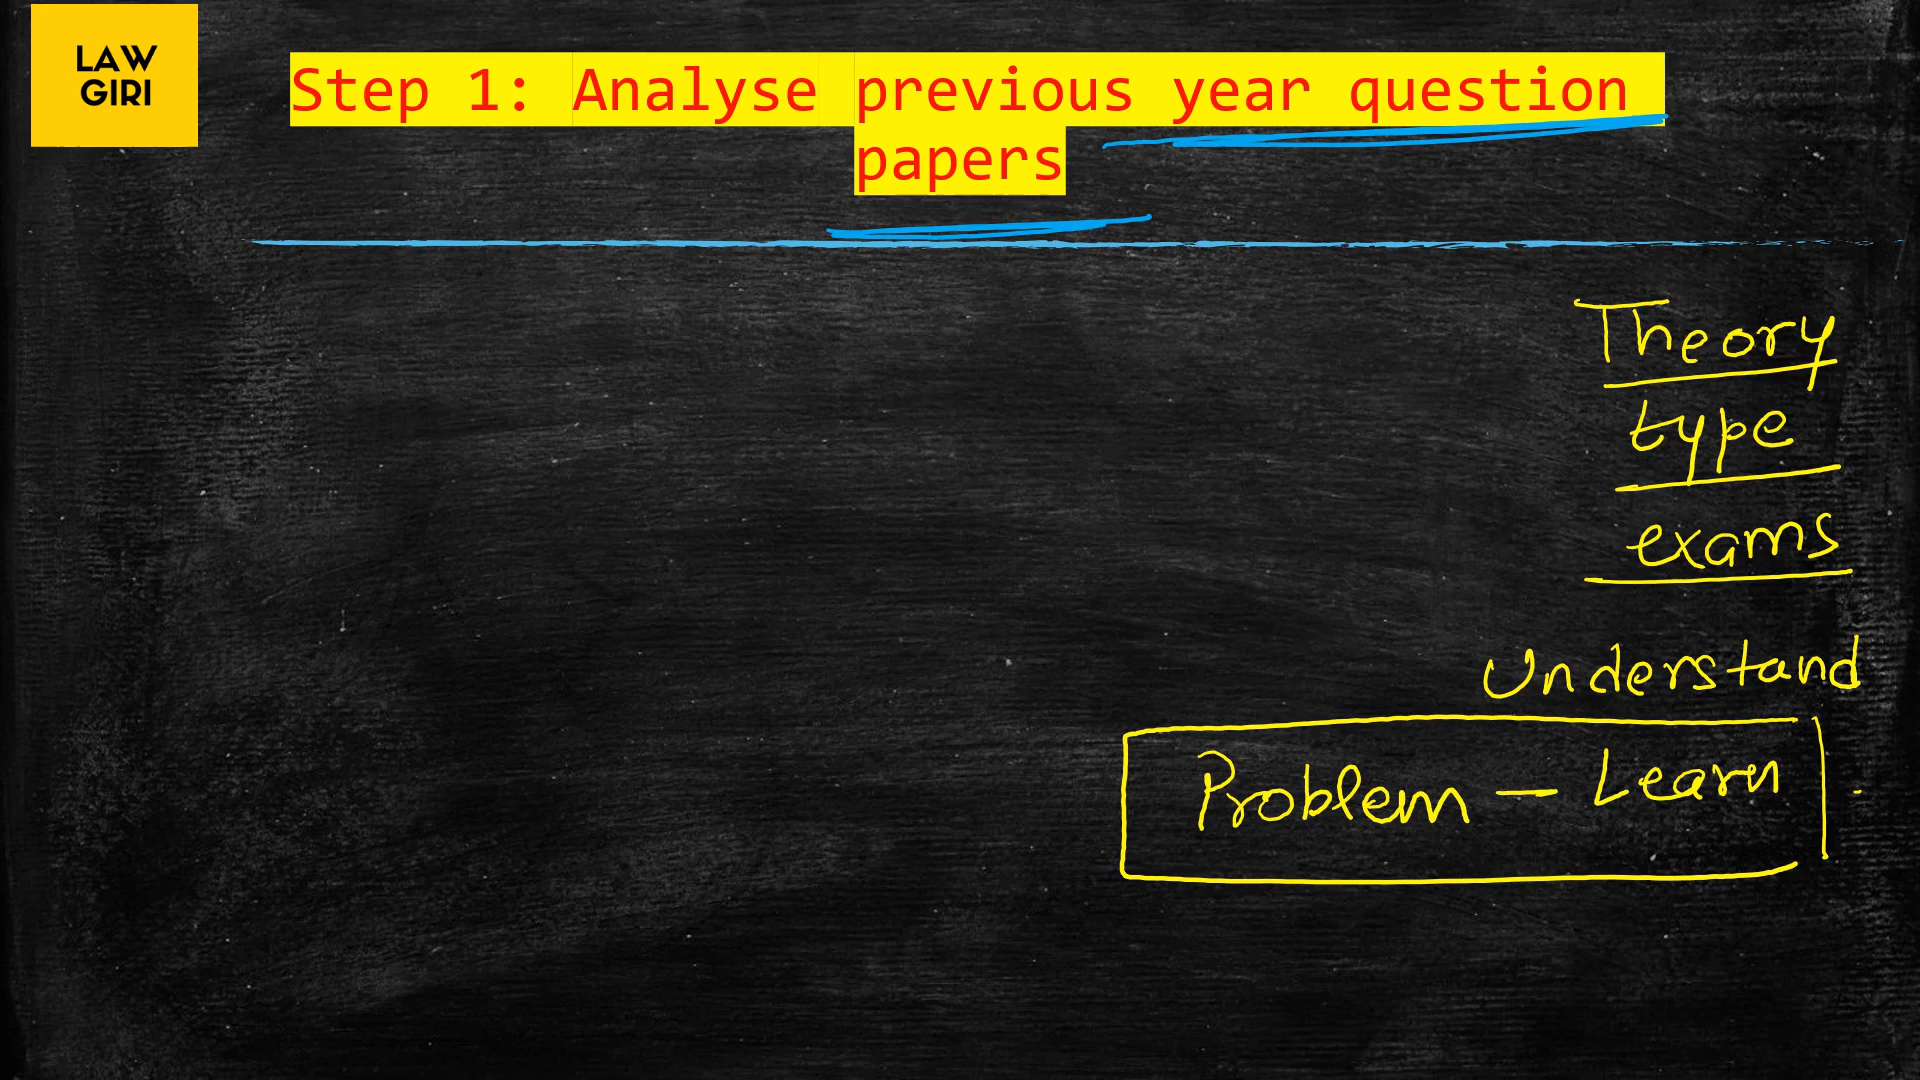 LAW
GIRI
Step 1: Analyse previous year question
papers
Theory
type
exams
Understand
Problem – Learn